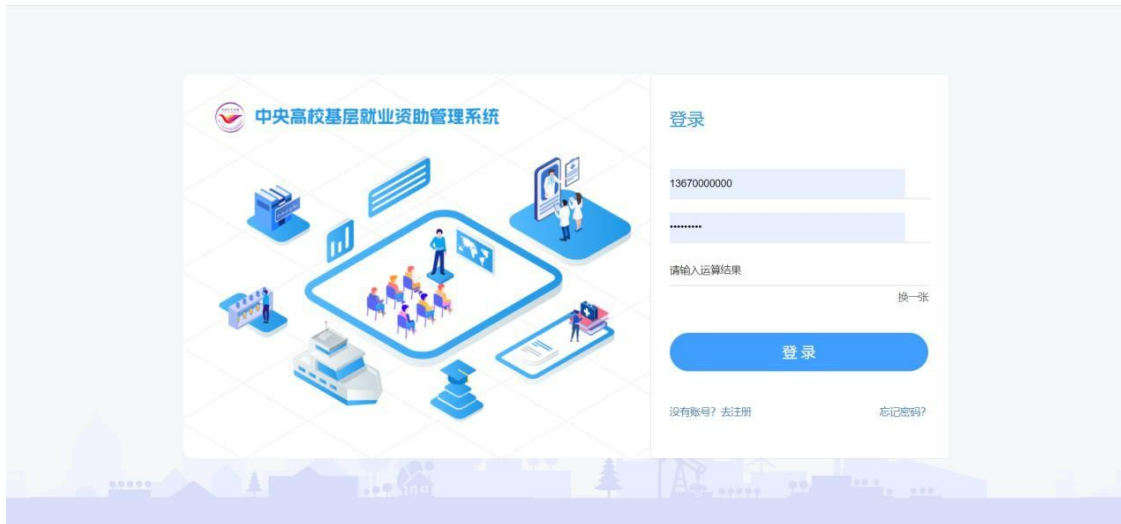 中央高校基层就业资助管理系统
登录
13670000000
•••••••••
请输入运算结果
换一张
登录
没有账号？去注册
忘记密码？